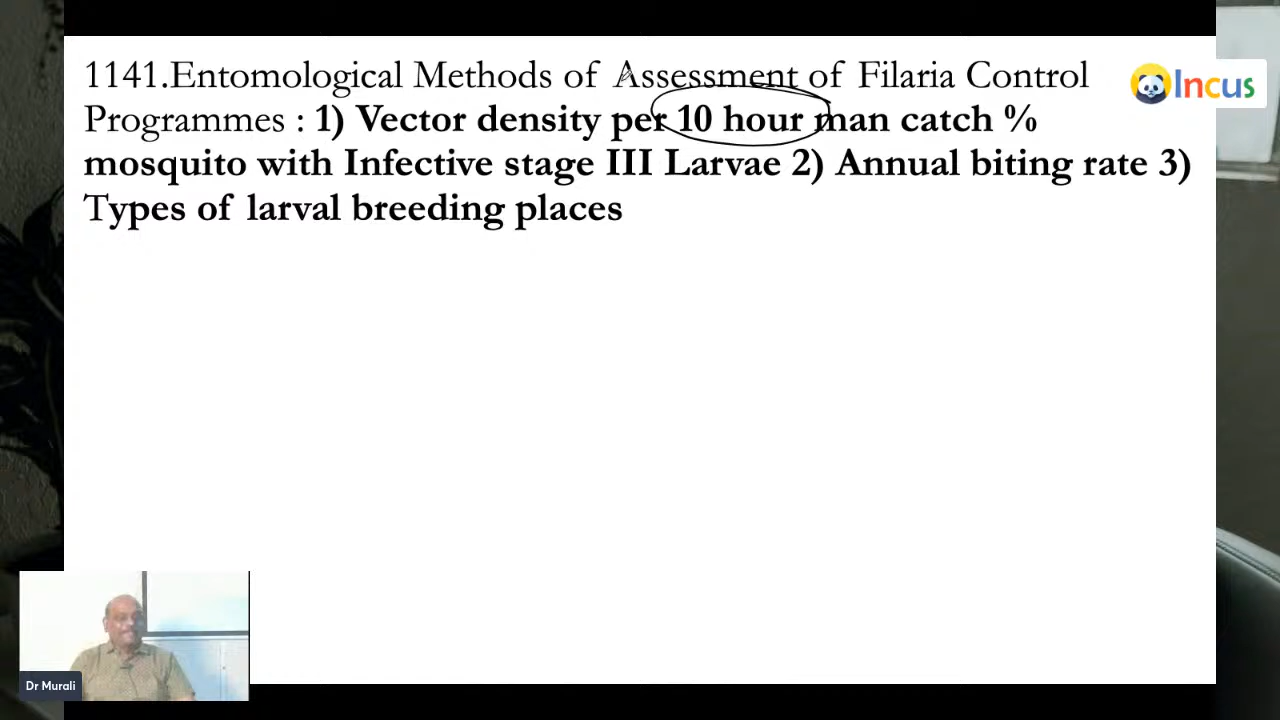 1141.Entomological Methods of Assessment of Filaria Control
Programmes : 1) Vector density per 10 hour man catch %
mosquito with Infective stage III Larvae 2) Annual biting rate 3)
Types of larval breeding places
Incus
Dr Murali